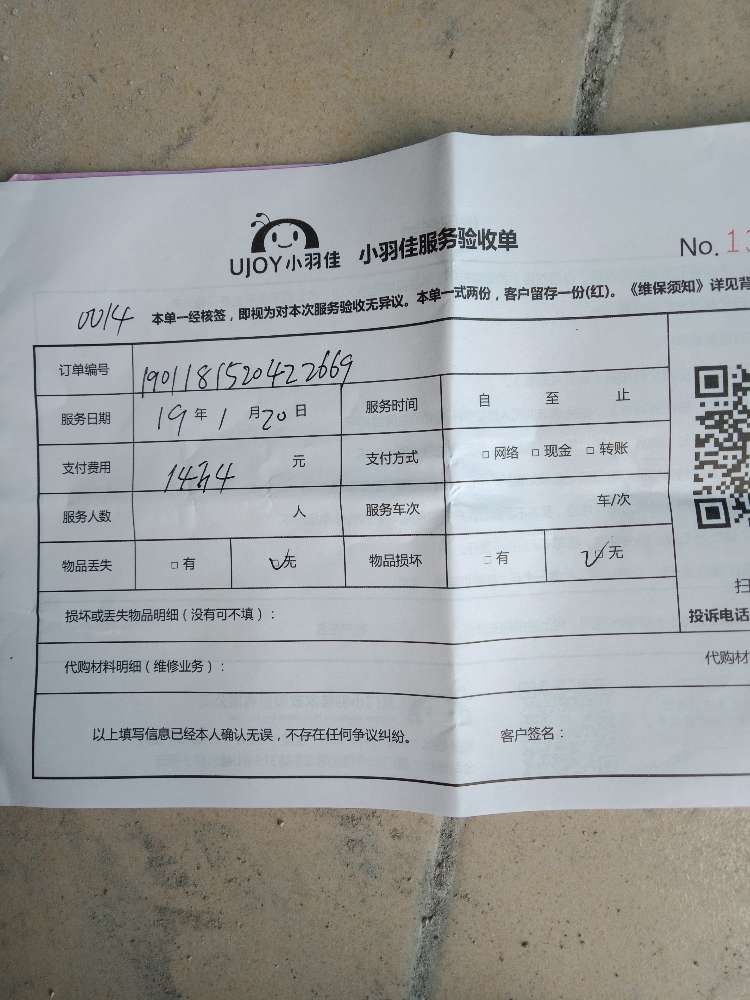 UJOY小羽佳 小羽佳服务验收单
No. 1
0014 本单一经核签，即视为对本次服务验收无异议。本单一式两份，客户留存一份(红)。《维保须知》详见背
订单编号 1901181520422669
服务日期 19年1月20日 服务时间 自 至 止
支付费用 元 支付方式 □网络 □现金 □转账
服务人数 人 服务车次 车/次
物品丢失 □有 ☑无 物品损坏 □有 ☑无
扫
损坏或丢失物品明细（没有可不填）： 投诉电话
代购材料明细（维修业务）： 代购材
以上填写信息已经本人确认无误，不存在任何争议纠纷。 客户签名：